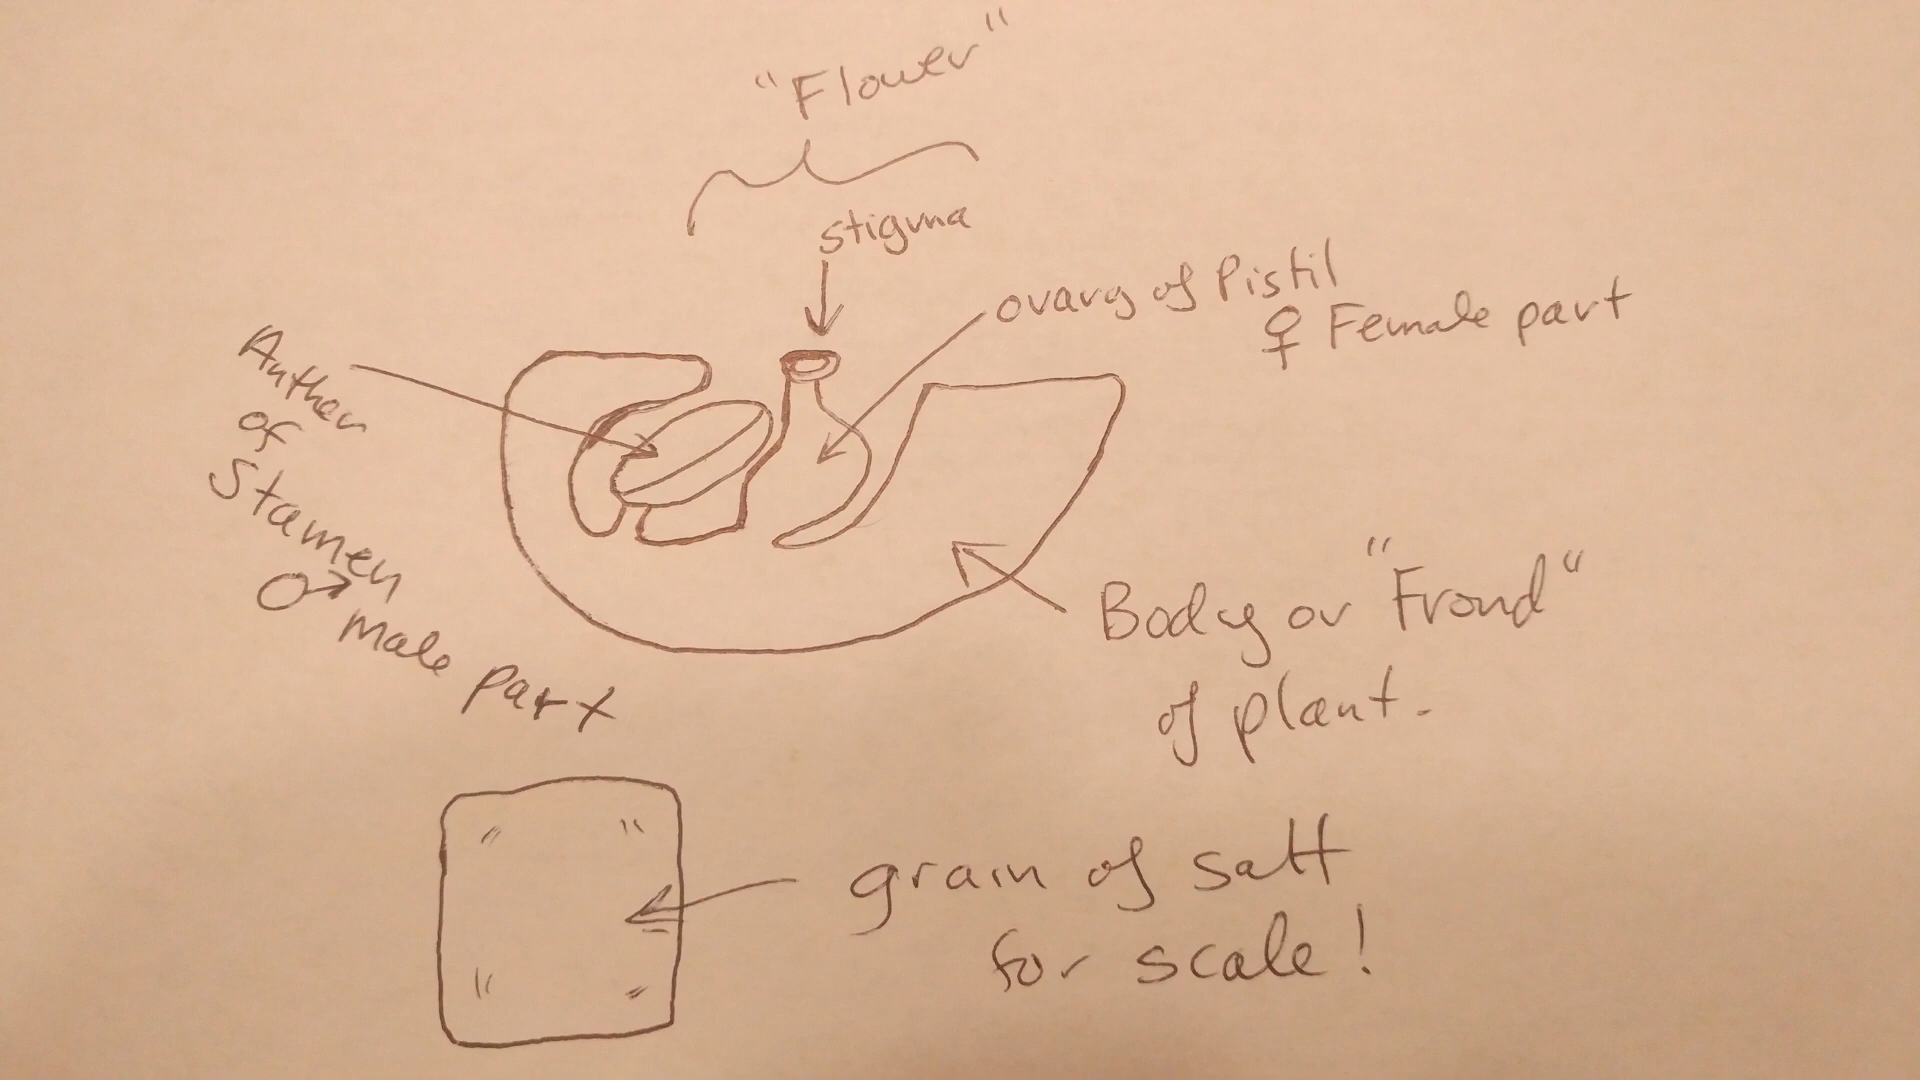 "Flower"
stigma
ovary of Pistil
♀ Female part
Anther
of
Stamen
♂ male part
Body or "Frond"
of plant.
grain of salt
for scale!